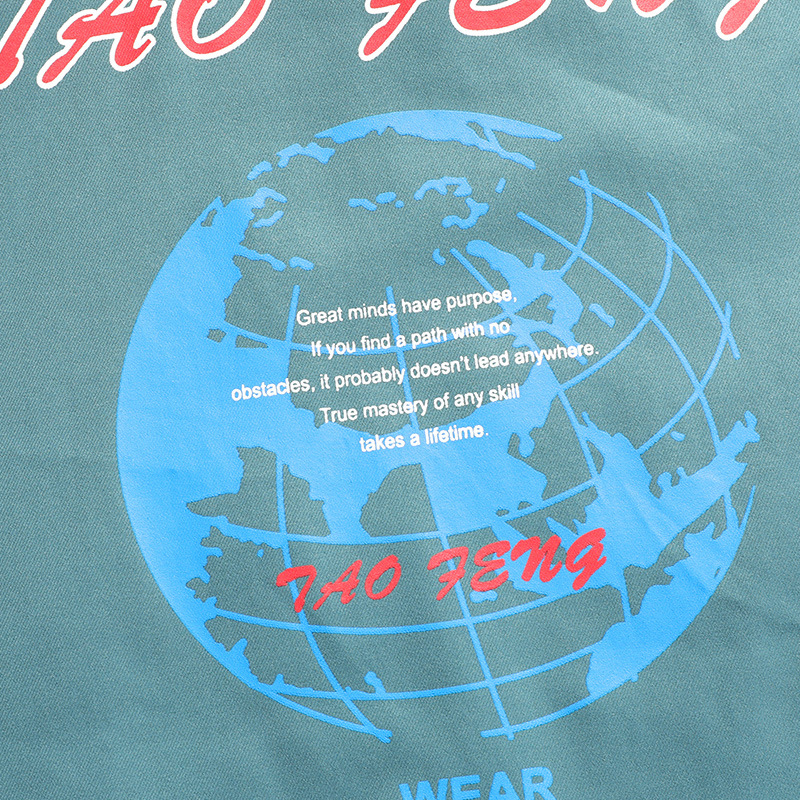 TAO FENG
Great minds have purpose,
If you find a path with no
obstacles, it probably doesn't lead anywhere.
True mastery of any skill
takes a lifetime.
TAO FENG
WEAR